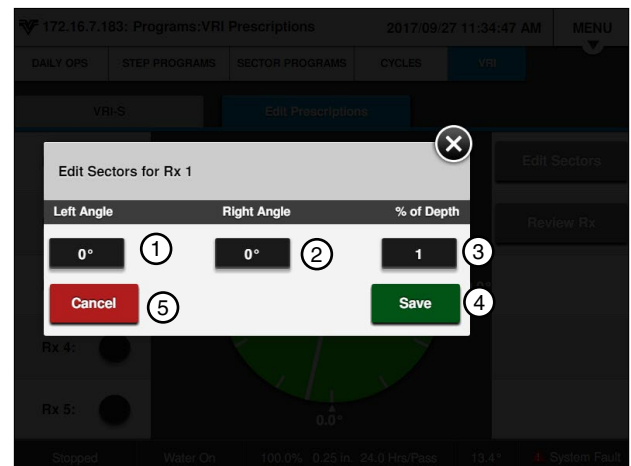 172.16.7.183: Programs:VRI Prescriptions 2017/09/27 11:34:47 AM MENU
DAILY OPS STEP PROGRAMS SECTOR PROGRAMS CYCLES VRI
VRI-S Edit Prescriptions
Edit Sectors for Rx 1
Edit Sectors
Left Angle Right Angle % of Depth
Review Rx
0° 1 0° 2 1 3
Cancel 5 Save 4
Rx 4:
Rx 5:
0.0°
Stopped Water On 100.0% 0.25 in. 24.0 Hrs/Pass 13.4° System Fault